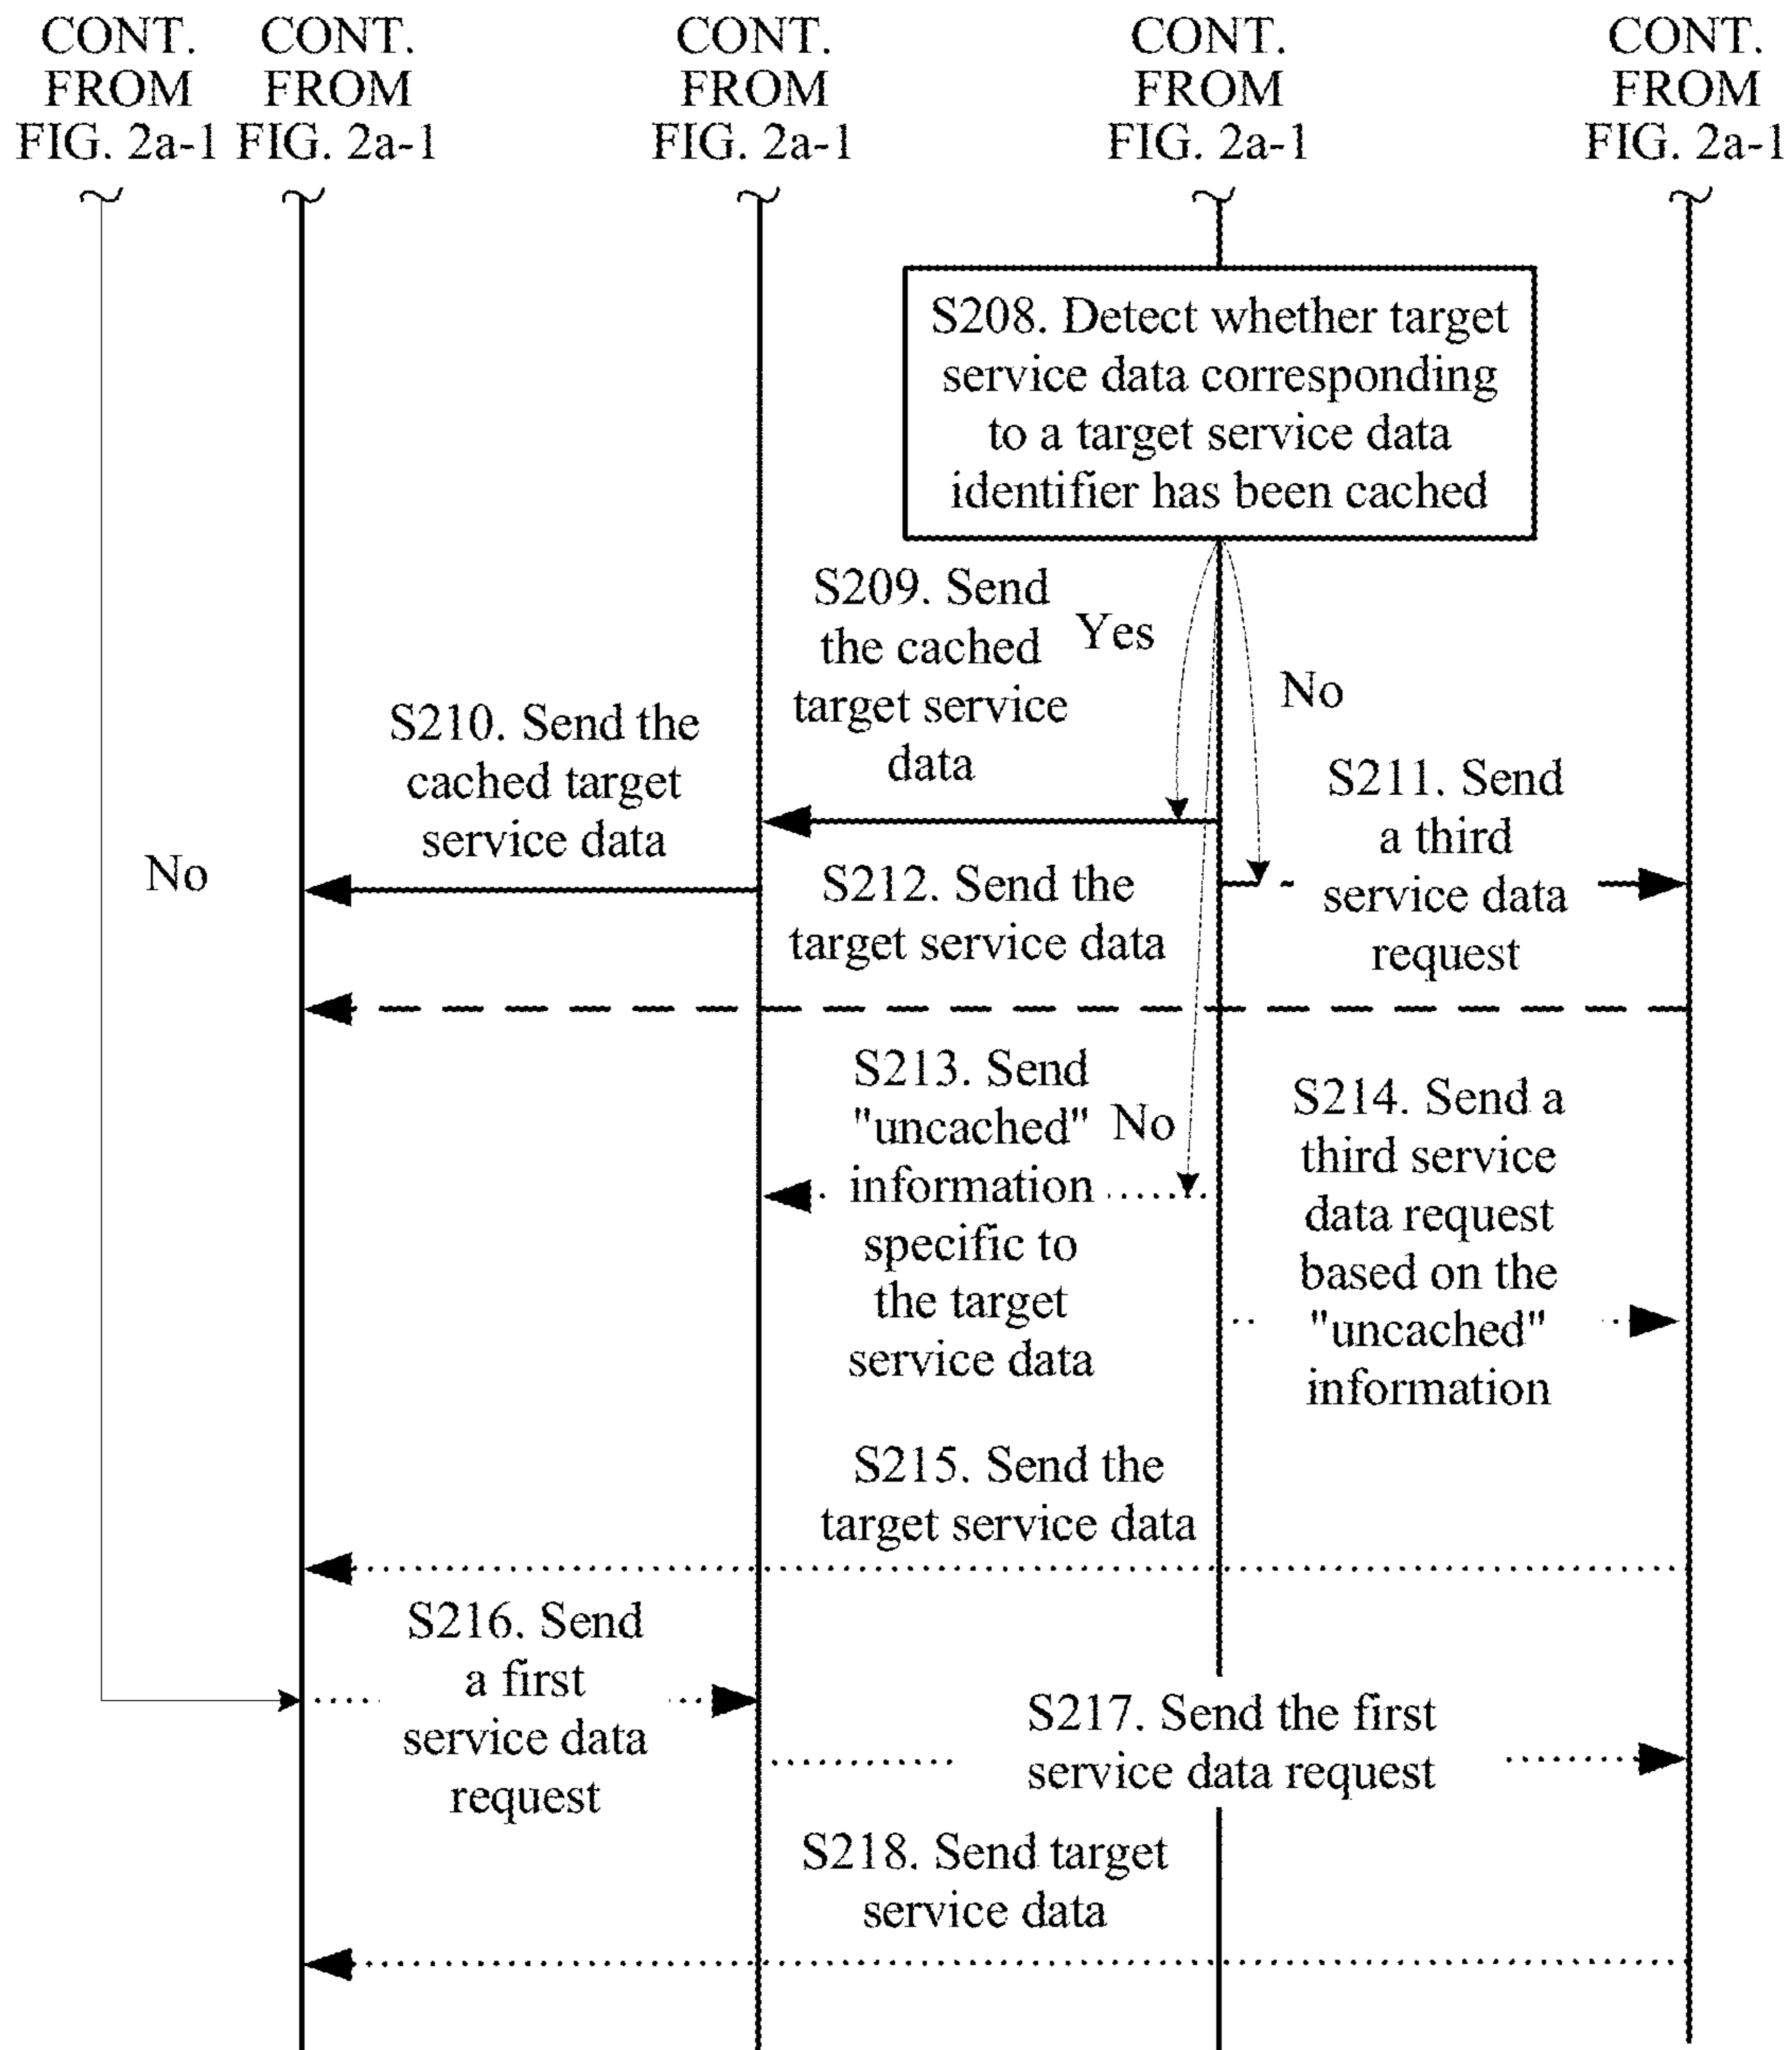 CONT. CONT. CONT. CONT. CONT.
FROM FROM FROM FROM FROM
FIG. 2a-1 FIG. 2a-1 FIG. 2a-1 FIG. 2a-1 FIG. 2a-1
S208. Detect whether target
service data corresponding
to a target service data
identifier has been cached
S209. Send
the cached
target service
data
Yes
No
S210. Send the
cached target
service data
S211. Send
a third
service data
request
No
S212. Send the
target service data
S213. Send
"uncached"
information
specific to
the target
service data
No
S214. Send a
third service
data request
based on the
"uncached"
information
S215. Send the
target service data
S216. Send
a first
service data
request
S217. Send the first
service data request
S218. Send target
service data